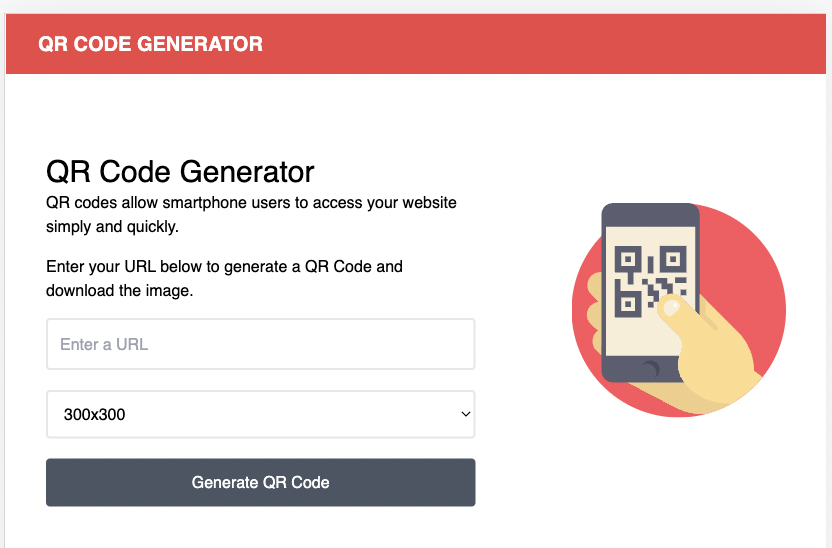 QR CODE GENERATOR
QR Code Generator
QR codes allow smartphone users to access your website
simply and quickly.
Enter your URL below to generate a QR Code and
download the image.
Enter a URL
300x300
Generate QR Code